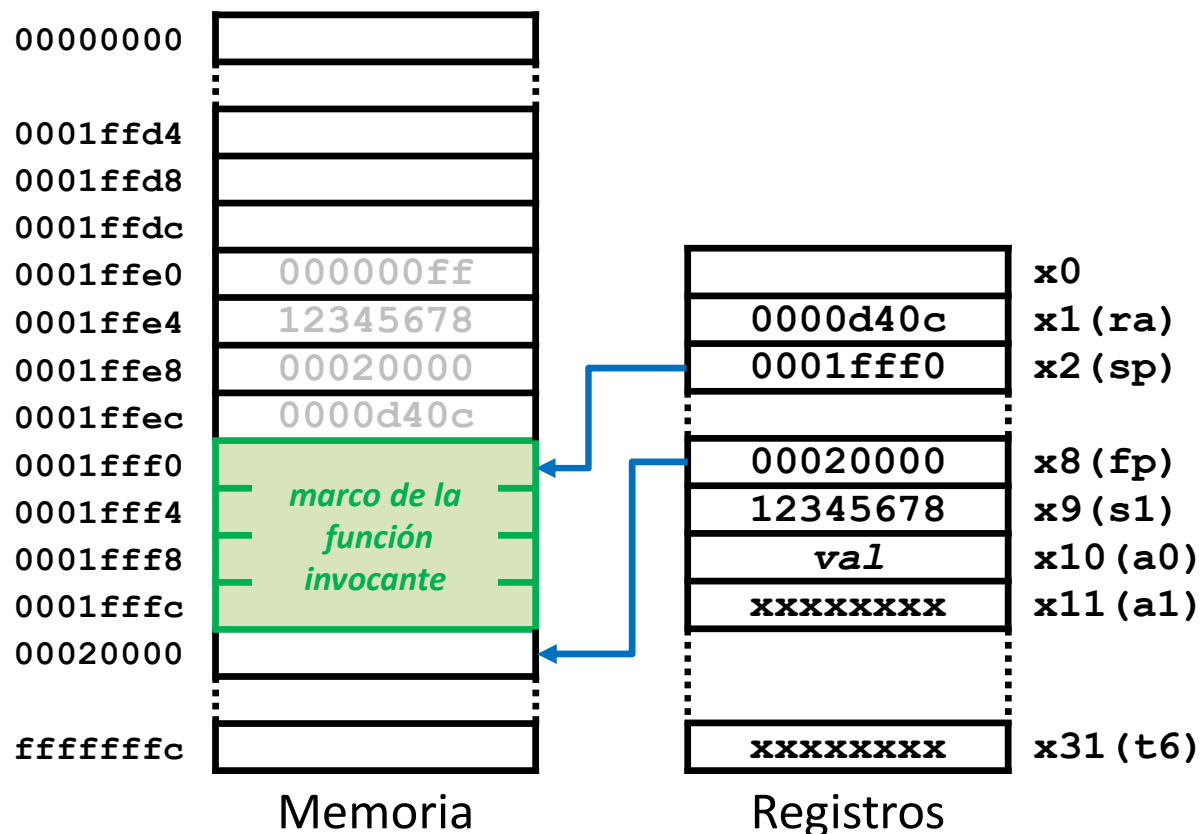 00000000
0001ffd4
0001ffd8
0001ffdc
0001ffe0 000000ff
0001ffe4 12345678
0001ffe8 00020000
0001ffec 0000d40c
0001fff0
0001fff4
0001fff8
0001fffc
marco de la
función
invocante
00020000
fffffffc
Memoria
x0
0000d40c x1(ra)
0001fff0 x2(sp)
00020000 x8(fp)
12345678 x9(s1)
val x10(a0)
xxxxxxxx x11(a1)
xxxxxxxx x31(t6)
Registros